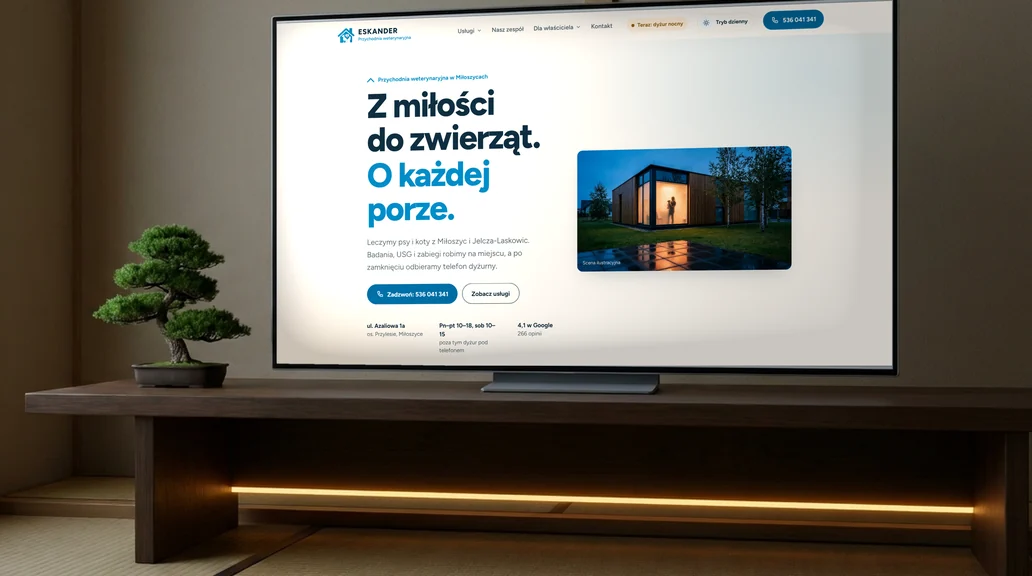 ESKANDER
Przychodnia weterynaryjna
Usługi
Nasz zespół
Dla właściciela
Kontakt
Teraz: dyżur nocny
Tryb dzienny
536 041 341
Przychodnia weterynaryjna w Miłoszycach
Z miłości
do zwierząt.
O każdej
porze.
Leczymy psy i koty z Miłoszyc i Jelcza-Laskowic.
Badania, USG i zabiegi robimy na miejscu, a po
zamknięciu odbieramy telefon dyżurny.
Zadzwoń: 536 041 341
Zobacz usługi
Scena ilustracyjna
ul. Azaliowa 1a
os. Przylesie, Miłoszyce
Pn–pt 10–18, sob 10–
15
poza tym dyżur pod
telefonem
4,1 w Google
266 opinii